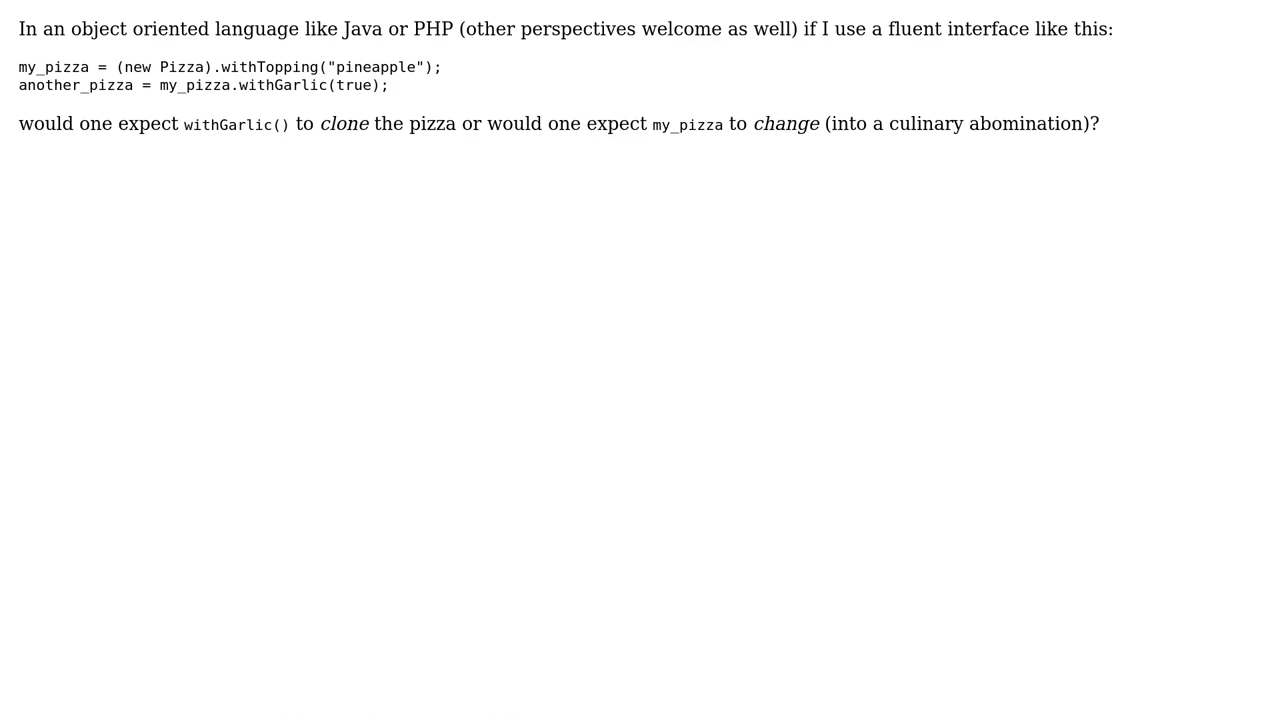 In an object oriented language like Java or PHP (other perspectives welcome as well) if I use a fluent interface like this:
my_pizza = (new Pizza).withTopping("pineapple");
another_pizza = my_pizza.withGarlic(true);
would one expect withGarlic() to clone the pizza or would one expect my_pizza to change (into a culinary abomination)?